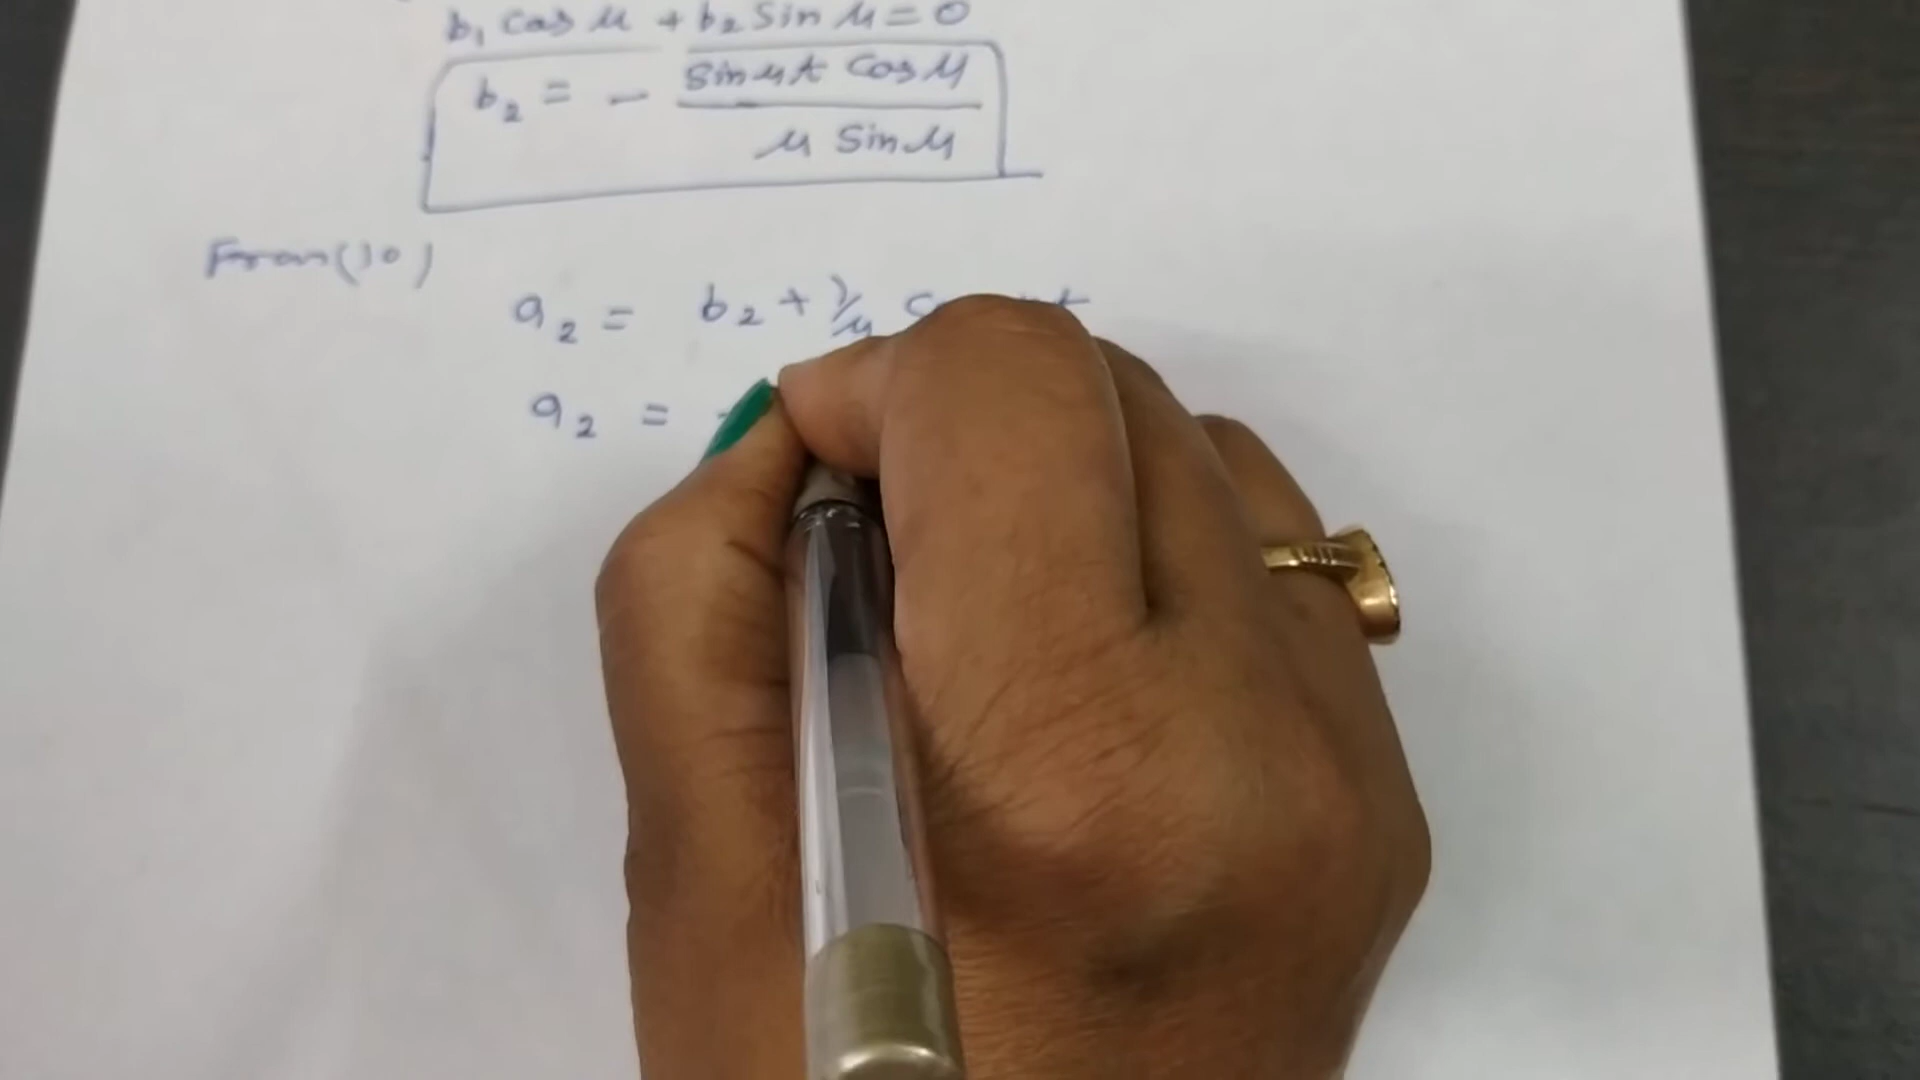 b₁ cos μ + b₂ sin μ = 0
b₂ = - sin μt cos μ / μ sin μ
From (10)
a₂ = b₂ + 1/μ
a₂ =